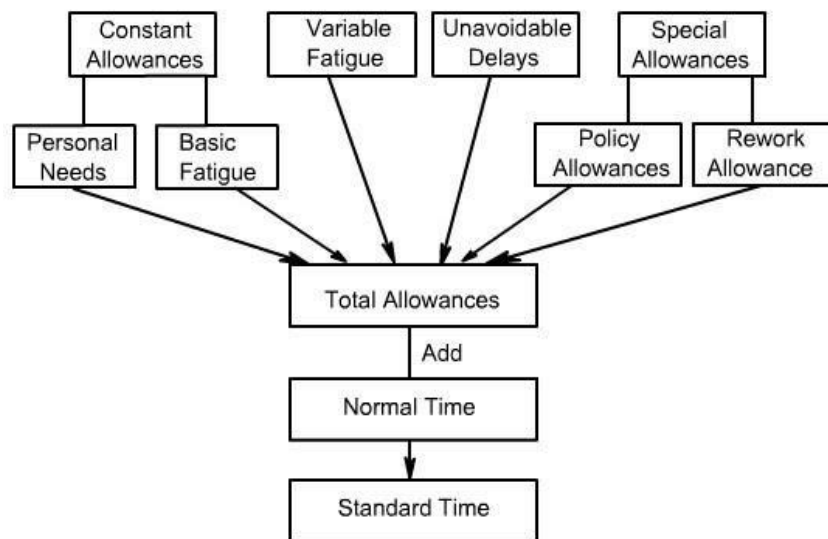 Constant
Allowances
Variable
Fatigue
Unavoidable
Delays
Special
Allowances
Personal
Needs
Basic
Fatigue
Policy
Allowances
Rework
Allowance
Total Allowances
Add
Normal Time
Standard Time